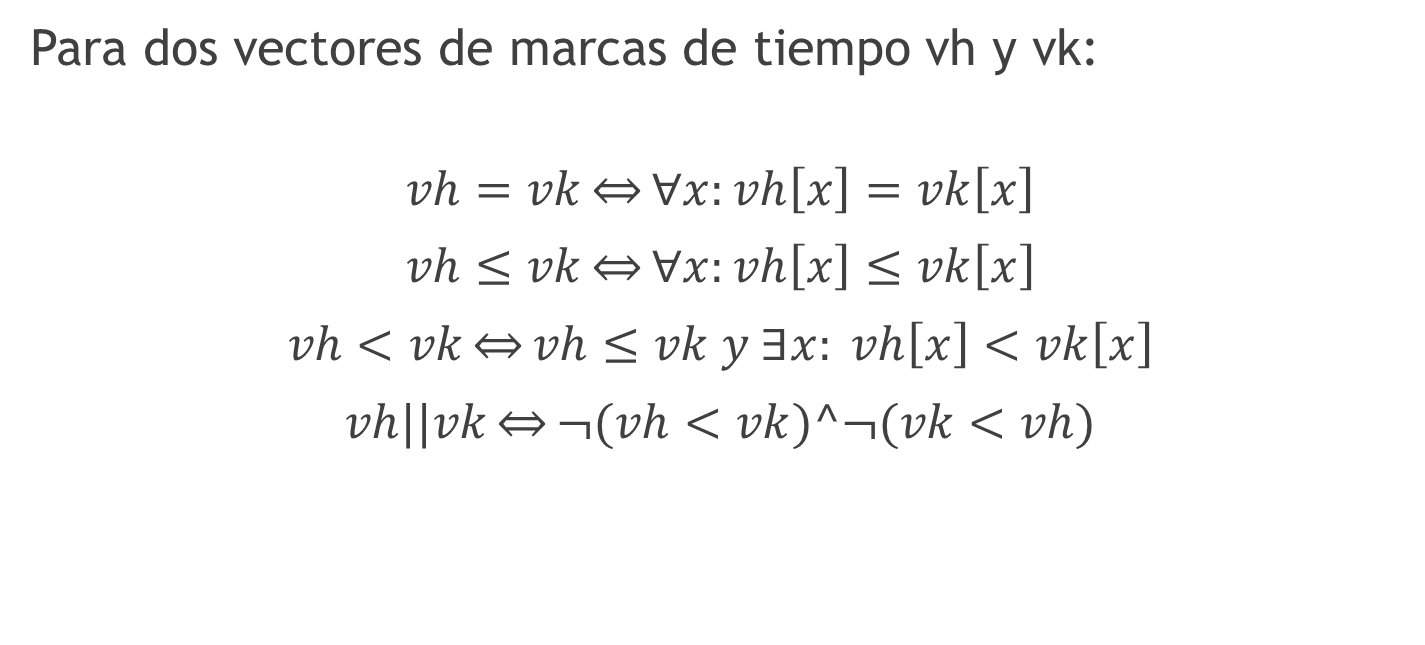 Para dos vectores de marcas de tiempo vh y vk:
vh = vk ⇔ ∀x: vh[x] = vk[x]
vh ≤ vk ⇔ ∀x: vh[x] ≤ vk[x]
vh < vk ⇔ vh ≤ vk y ∃x: vh[x] < vk[x]
vh||vk ⇔ ¬(vh < vk)^¬(vk < vh)